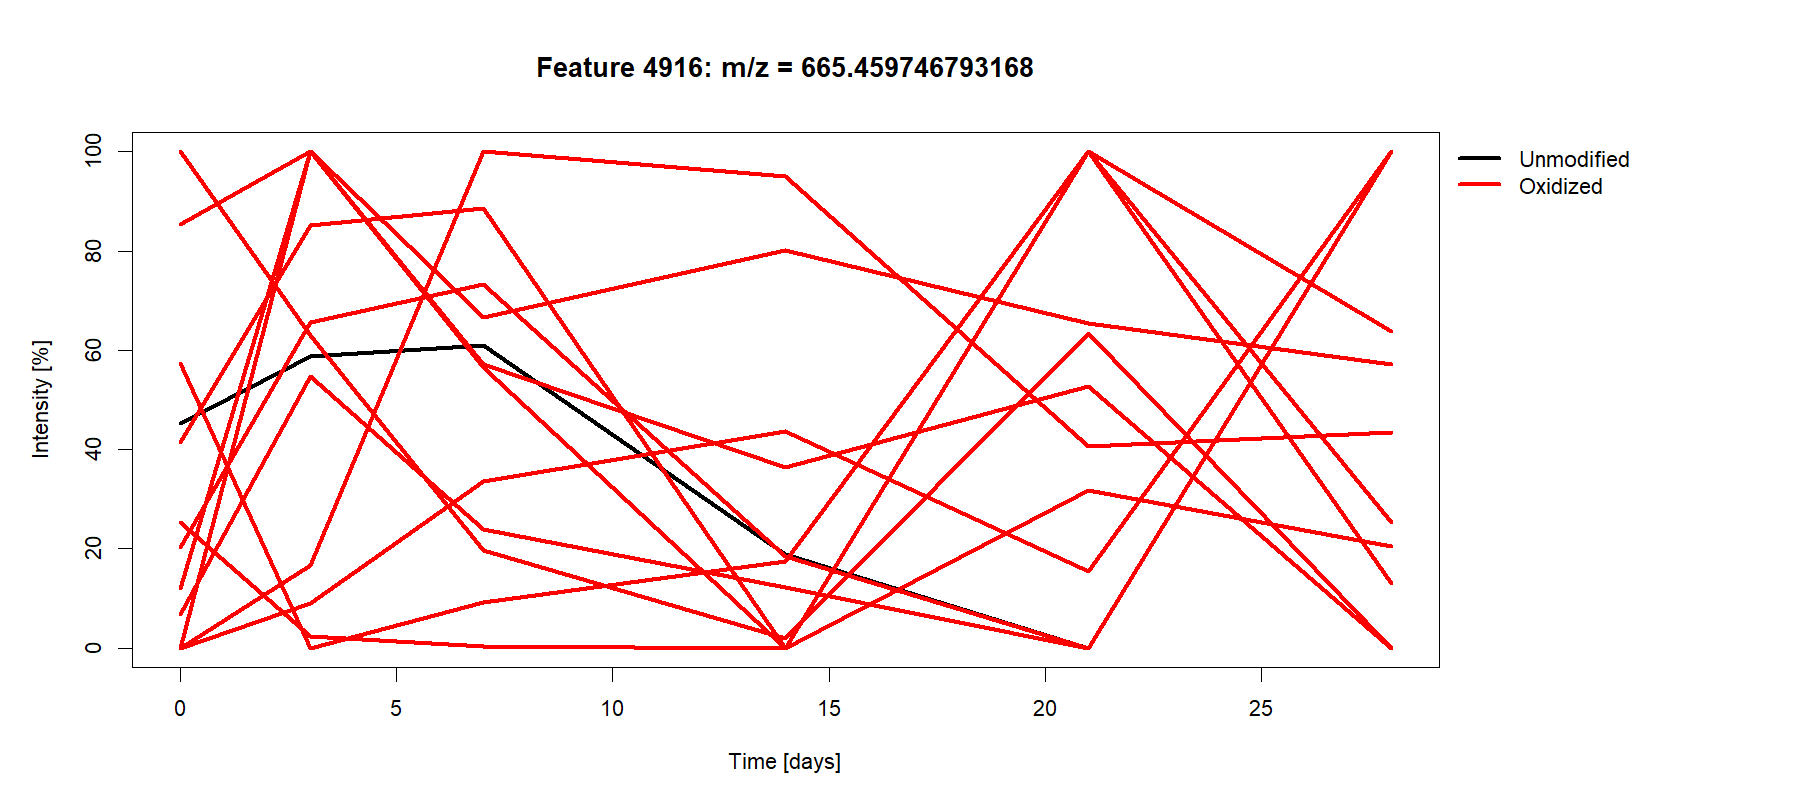 Feature 4916: m/z = 665.459746793168
Unmodified
Oxidized
Intensity [%]
100
80
60
40
20
0
0 5 10 15 20 25
Time [days]